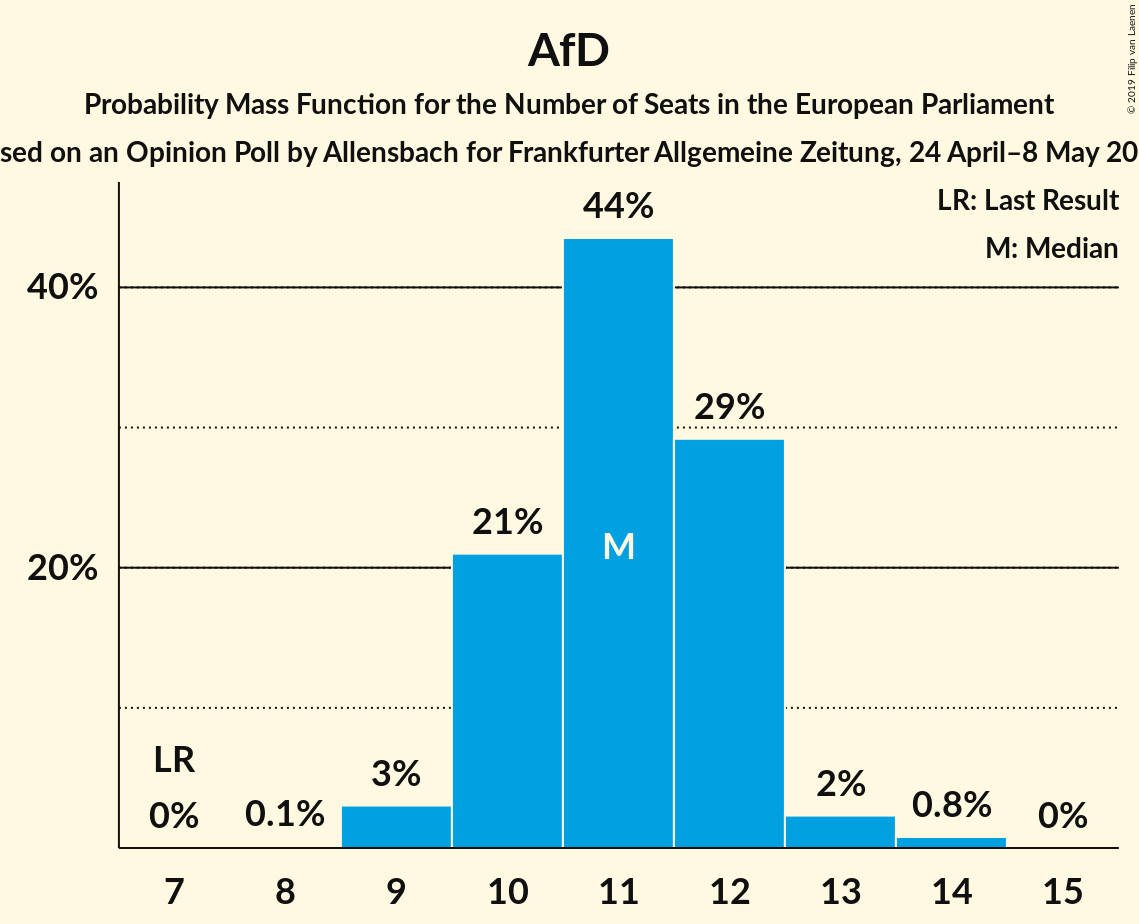 AfD
Probability Mass Function for the Number of Seats in the European Parliament
sed on an Opinion Poll by Allensbach for Frankfurter Allgemeine Zeitung, 24 April–8 May 20
© 2019 Filip van Laenen
LR: Last Result
M: Median
44%
40%
29%
21%
M
20%
LR
3%
2%
0.8%
0%
0.1%
0%
7 8 9 10 11 12 13 14 15